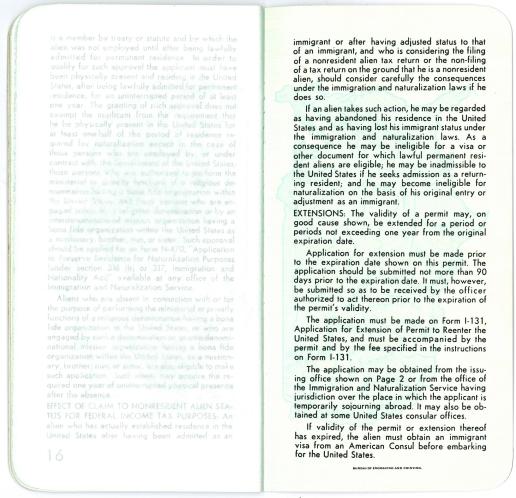 is a member by treaty or statute and by which the
alien was not employed until after being lawfully
admitted for permanent residence. In order to
qualify for such approval the applicant must have
been physically present and residing in the United
States, after being lawfully admitted for permanent
residence, for an uninterrupted period of at least
one year. The granting of such approval does not
exempt the applicant from the requirement that
he be physically present in the United States for
at least one-half of the period of residence re-
quired for naturalization except in the case of
those persons who are employed by, or under
contract with, the Government of the United States,
those persons who are authorized to perform the
ministerial or priestly functions of a religious de-
nomination having a bona fide organization within
the United States, and those persons who are en-
gaged solely by a religious denomination or by an
interdenominational mission organization having a
bona fide organization within the United States as
a missionary, brother, nun, or sister. Such approval
should be applied for on Form N-470, "Application
to Preserve Residence for Naturalization Purposes
(under section 316 (b) or 317, Immigration and
Nationality Act)" available at any office of the
Immigration and Naturalization Service.
Aliens who are absent in connection with or for
the purpose of performing the ministerial or priestly
functions of a religious denomination having a bona
fide organization in the United States, or who are
engaged by such a denomination or an interdenomi-
national mission organization having a bona fide
organization within the United States, as a mission-
ary, brother, nun, or sister, are also eligible to make
such application. Such aliens may acquire the re-
quired one year of uninterrupted physical presence
after the absence.
EFFECT OF CLAIM TO NONRESIDENT ALIEN STA-
TUS FOR FEDERAL INCOME TAX PURPOSES: An
alien who has actually established residence in the
United States after having been admitted as an
16
immigrant or after having adjusted status to that
of an immigrant, and who is considering the filing
of a nonresident alien tax return or the non-filing
of a tax return on the ground that he is a nonresident
alien, should consider carefully the consequences
under the immigration and naturalization laws if he
does so.
If an alien takes such action, he may be regarded
as having abandoned his residence in the United
States and as having lost his immigrant status under
the immigration and naturalization laws. As a
consequence he may be ineligible for a visa or
other document for which lawful permanent resi-
dent aliens are eligible; he may be inadmissible to
the United States if he seeks admission as a return-
ing resident; and he may become ineligible for
naturalization on the basis of his original entry or
adjustment as an immigrant.
EXTENSIONS: The validity of a permit may, on
good cause shown, be extended for a period or
periods not exceeding one year from the original
expiration date.
Application for extension must be made prior
to the expiration date shown on this permit. The
application should be submitted not more than 90
days prior to the expiration date. It must, however,
be submitted so as to be received by the officer
authorized to act thereon prior to the expiration of
the permit's validity.
The application must be made on Form I-131,
Application for Extension of Permit to Reenter the
United States, and must be accompanied by the
permit and by the fee specified in the instructions
on Form I-131.
The application may be obtained from the issu-
ing office shown on Page 2 or from the office of
the Immigration and Naturalization Service having
jurisdiction over the place in which the applicant is
temporarily sojourning abroad. It may also be ob-
tained at some United States consular offices.
If validity of the permit or extension thereof
has expired, the alien must obtain an immigrant
visa from an American Consul before embarking
for the United States.
BUREAU OF ENGRAVING AND PRINTING.